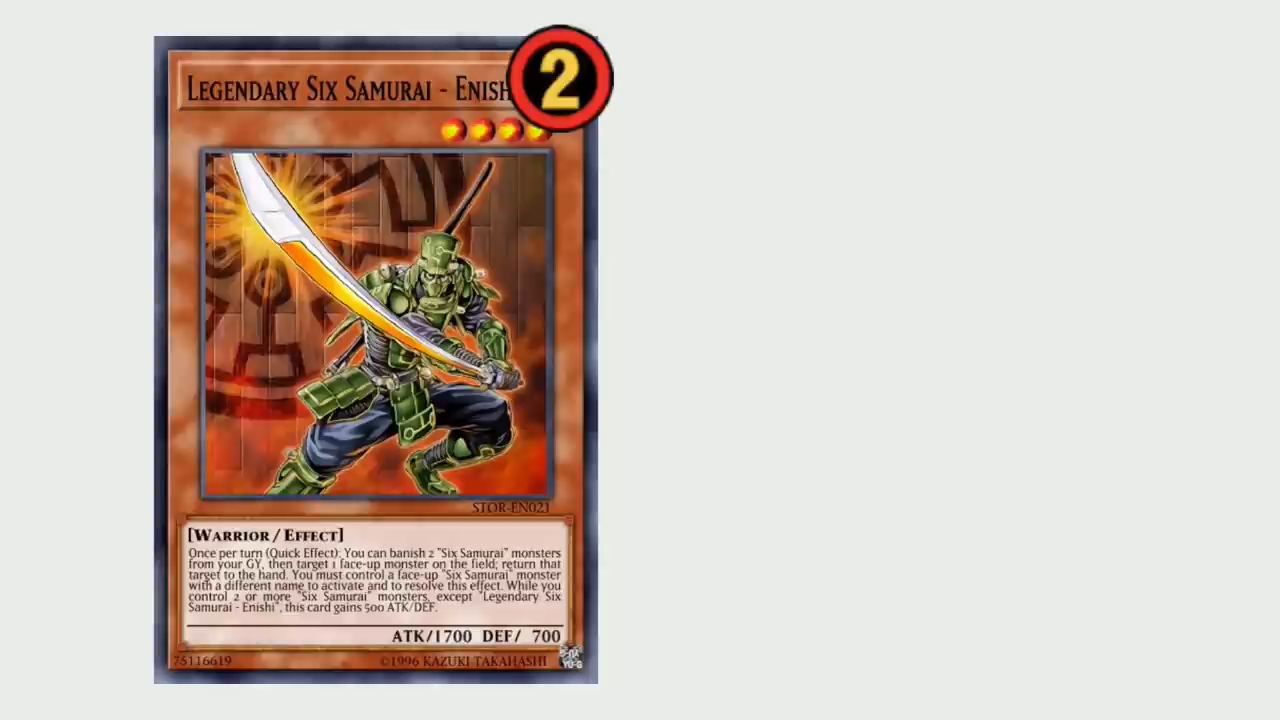 LEGENDARY SIX SAMURAI - ENISH
2
STOR-EN021
[WARRIOR / EFFECT]
Once per turn (Quick Effect): You can banish 2 "Six Samurai" monsters
from your GY, then target 1 face-up monster on the field; return that
target to the hand. You must control a face-up "Six Samurai" monster
with a different name to activate and to resolve this effect. While you
control 2 or more "Six Samurai" monsters, except "Legendary Six
Samurai - Enishi", this card gains 500 ATK/DEF.
ATK/1700 DEF/ 700
75116619 ©1996 KAZUKI TAKAHASHI